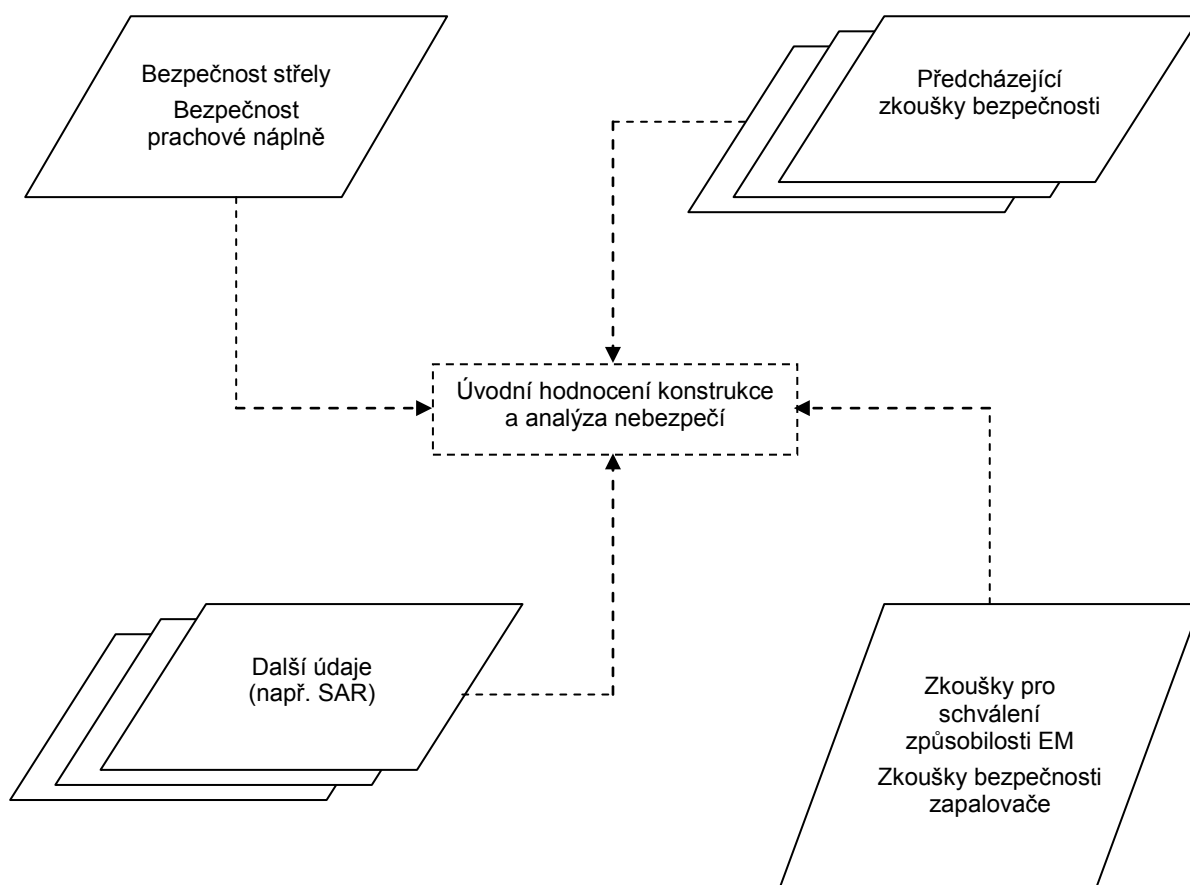 Bezpečnost střely
Bezpečnost
prachové náplně
Předcházející
zkoušky bezpečnosti
Úvodní hodnocení konstrukce
a analýza nebezpečí
Další údaje
(např. SAR)
Zkoušky pro
schválení
způsobilosti EM
Zkoušky bezpečnosti
zapalovače